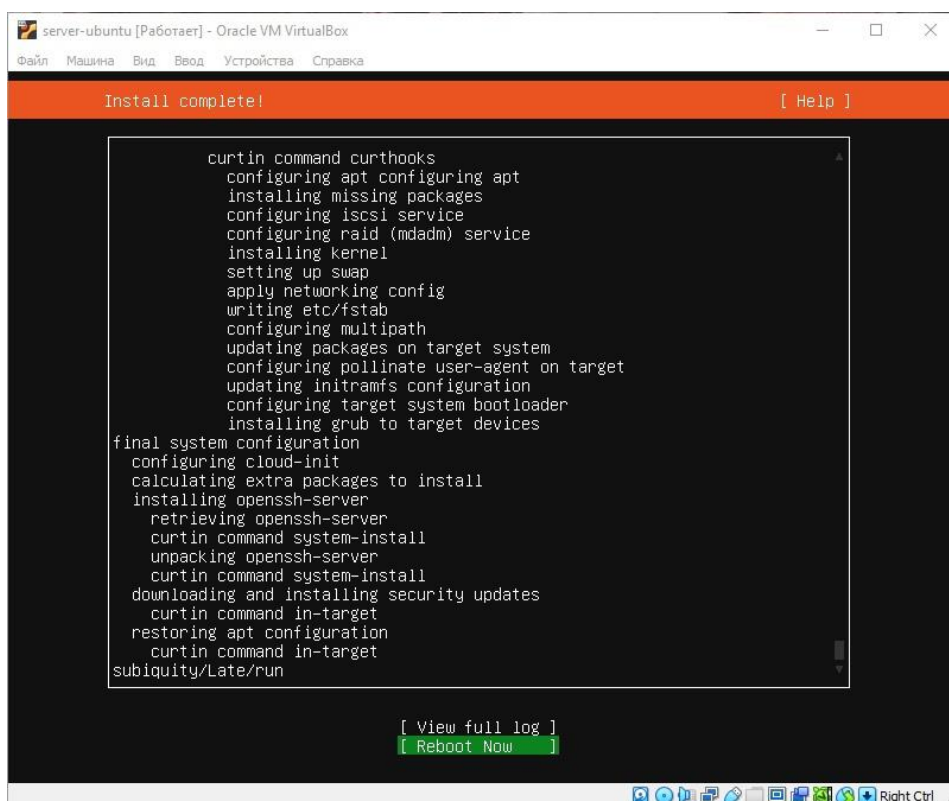 server-ubuntu [Работает] - Oracle VM VirtualBox
Файл Машина Вид Ввод Устройства Справка
Install complete! [ Help ]
curtin command curthooks
configuring apt configuring apt
installing missing packages
configuring iscsi service
configuring raid (mdadm) service
installing kernel
setting up swap
apply networking config
writing etc/fstab
configuring multipath
updating packages on target system
configuring pollinate user-agent on target
updating initramfs configuration
configuring target system bootloader
installing grub to target devices
final system configuration
configuring cloud-init
calculating extra packages to install
installing openssh-server
retrieving openssh-server
curtin command system-install
unpacking openssh-server
curtin command system-install
downloading and installing security updates
curtin command in-target
restoring apt configuration
curtin command in-target
subiquity/Late/run
[ View full log ]
[ Reboot Now ]
Right Ctrl